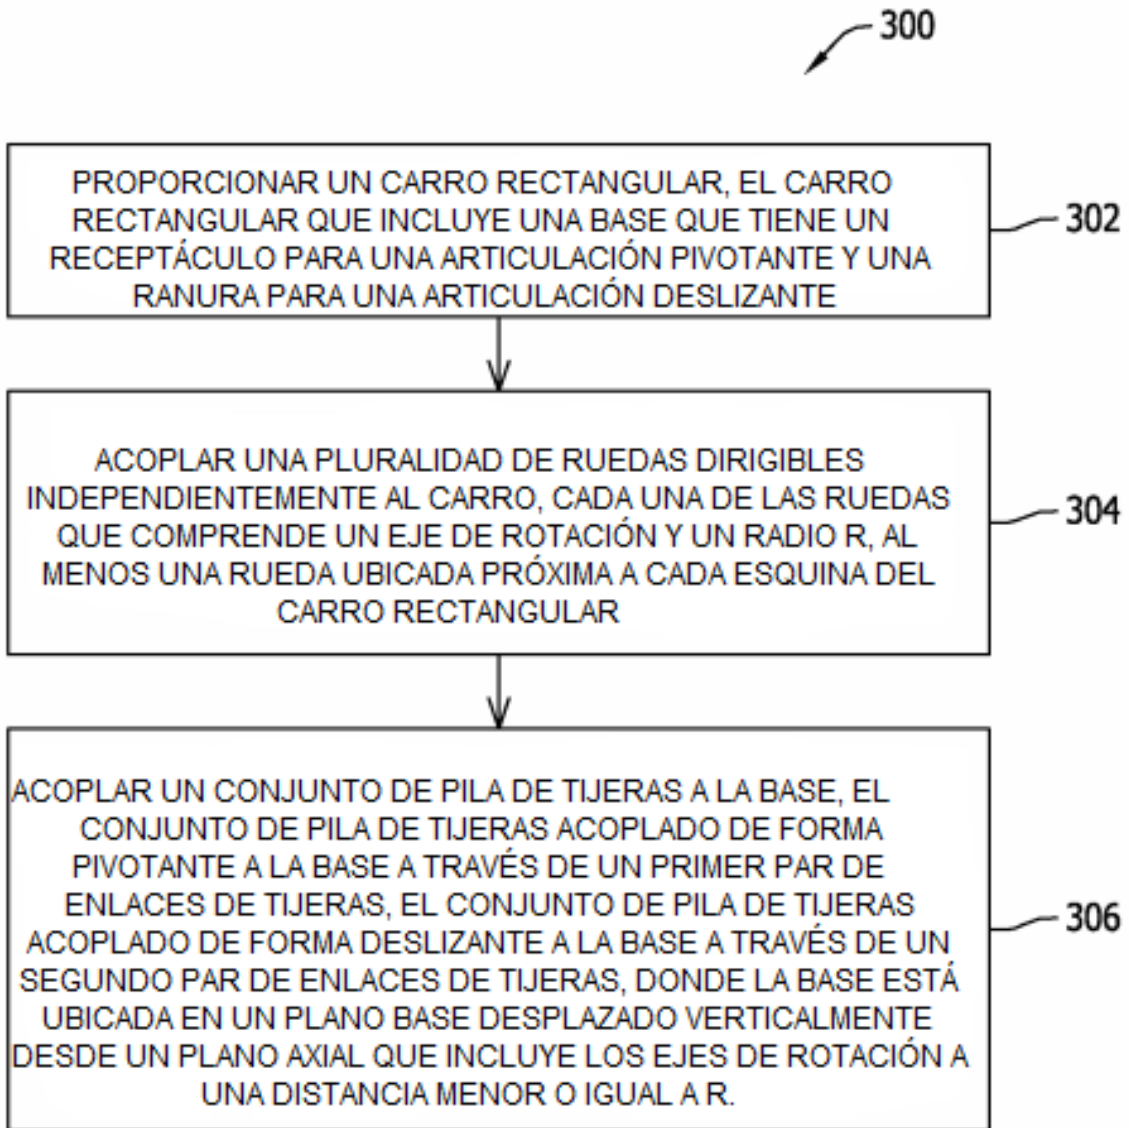 300
PROPORCIONAR UN CARRO RECTANGULAR, EL CARRO
RECTANGULAR QUE INCLUYE UNA BASE QUE TIENE UN
RECEPTÁCULO PARA UNA ARTICULACIÓN PIVOTANTE Y UNA
RANURA PARA UNA ARTICULACIÓN DESLIZANTE
302
ACOPLAR UNA PLURALIDAD DE RUEDAS DIRIGIBLES
INDEPENDIENTEMENTE AL CARRO, CADA UNA DE LAS RUEDAS
QUE COMPRENDE UN EJE DE ROTACIÓN Y UN RADIO R, AL
MENOS UNA RUEDA UBICADA PRÓXIMA A CADA ESQUINA DEL
CARRO RECTANGULAR
304
ACOPLAR UN CONJUNTO DE PILA DE TIJERAS A LA BASE, EL
CONJUNTO DE PILA DE TIJERAS ACOPLADO DE FORMA
PIVOTANTE A LA BASE A TRAVÉS DE UN PRIMER PAR DE
ENLACES DE TIJERAS, EL CONJUNTO DE PILA DE TIJERAS
ACOPLADO DE FORMA DESLIZANTE A LA BASE A TRAVÉS DE UN
SEGUNDO PAR DE ENLACES DE TIJERAS, DONDE LA BASE ESTÁ
UBICADA EN UN PLANO BASE DESPLAZADO VERTICALMENTE
DESDE UN PLANO AXIAL QUE INCLUYE LOS EJES DE ROTACIÓN A
UNA DISTANCIA MENOR O IGUAL A R.
306